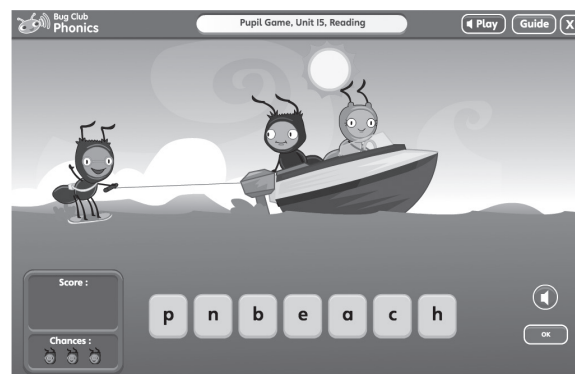 Bug Club
Phonics
Pupil Game, Unit 15, Reading
Play
Guide
X
Score :
Chances :
p n b e a c h
OK